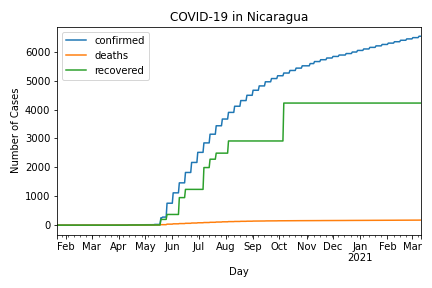 COVID-19 in Nicaragua
confirmed
deaths
recovered
Number of Cases
6000
5000
4000
3000
2000
1000
0
Feb Mar Apr May Jun Jul Aug Sep Oct Nov Dec Jan Feb Mar
2021
Day